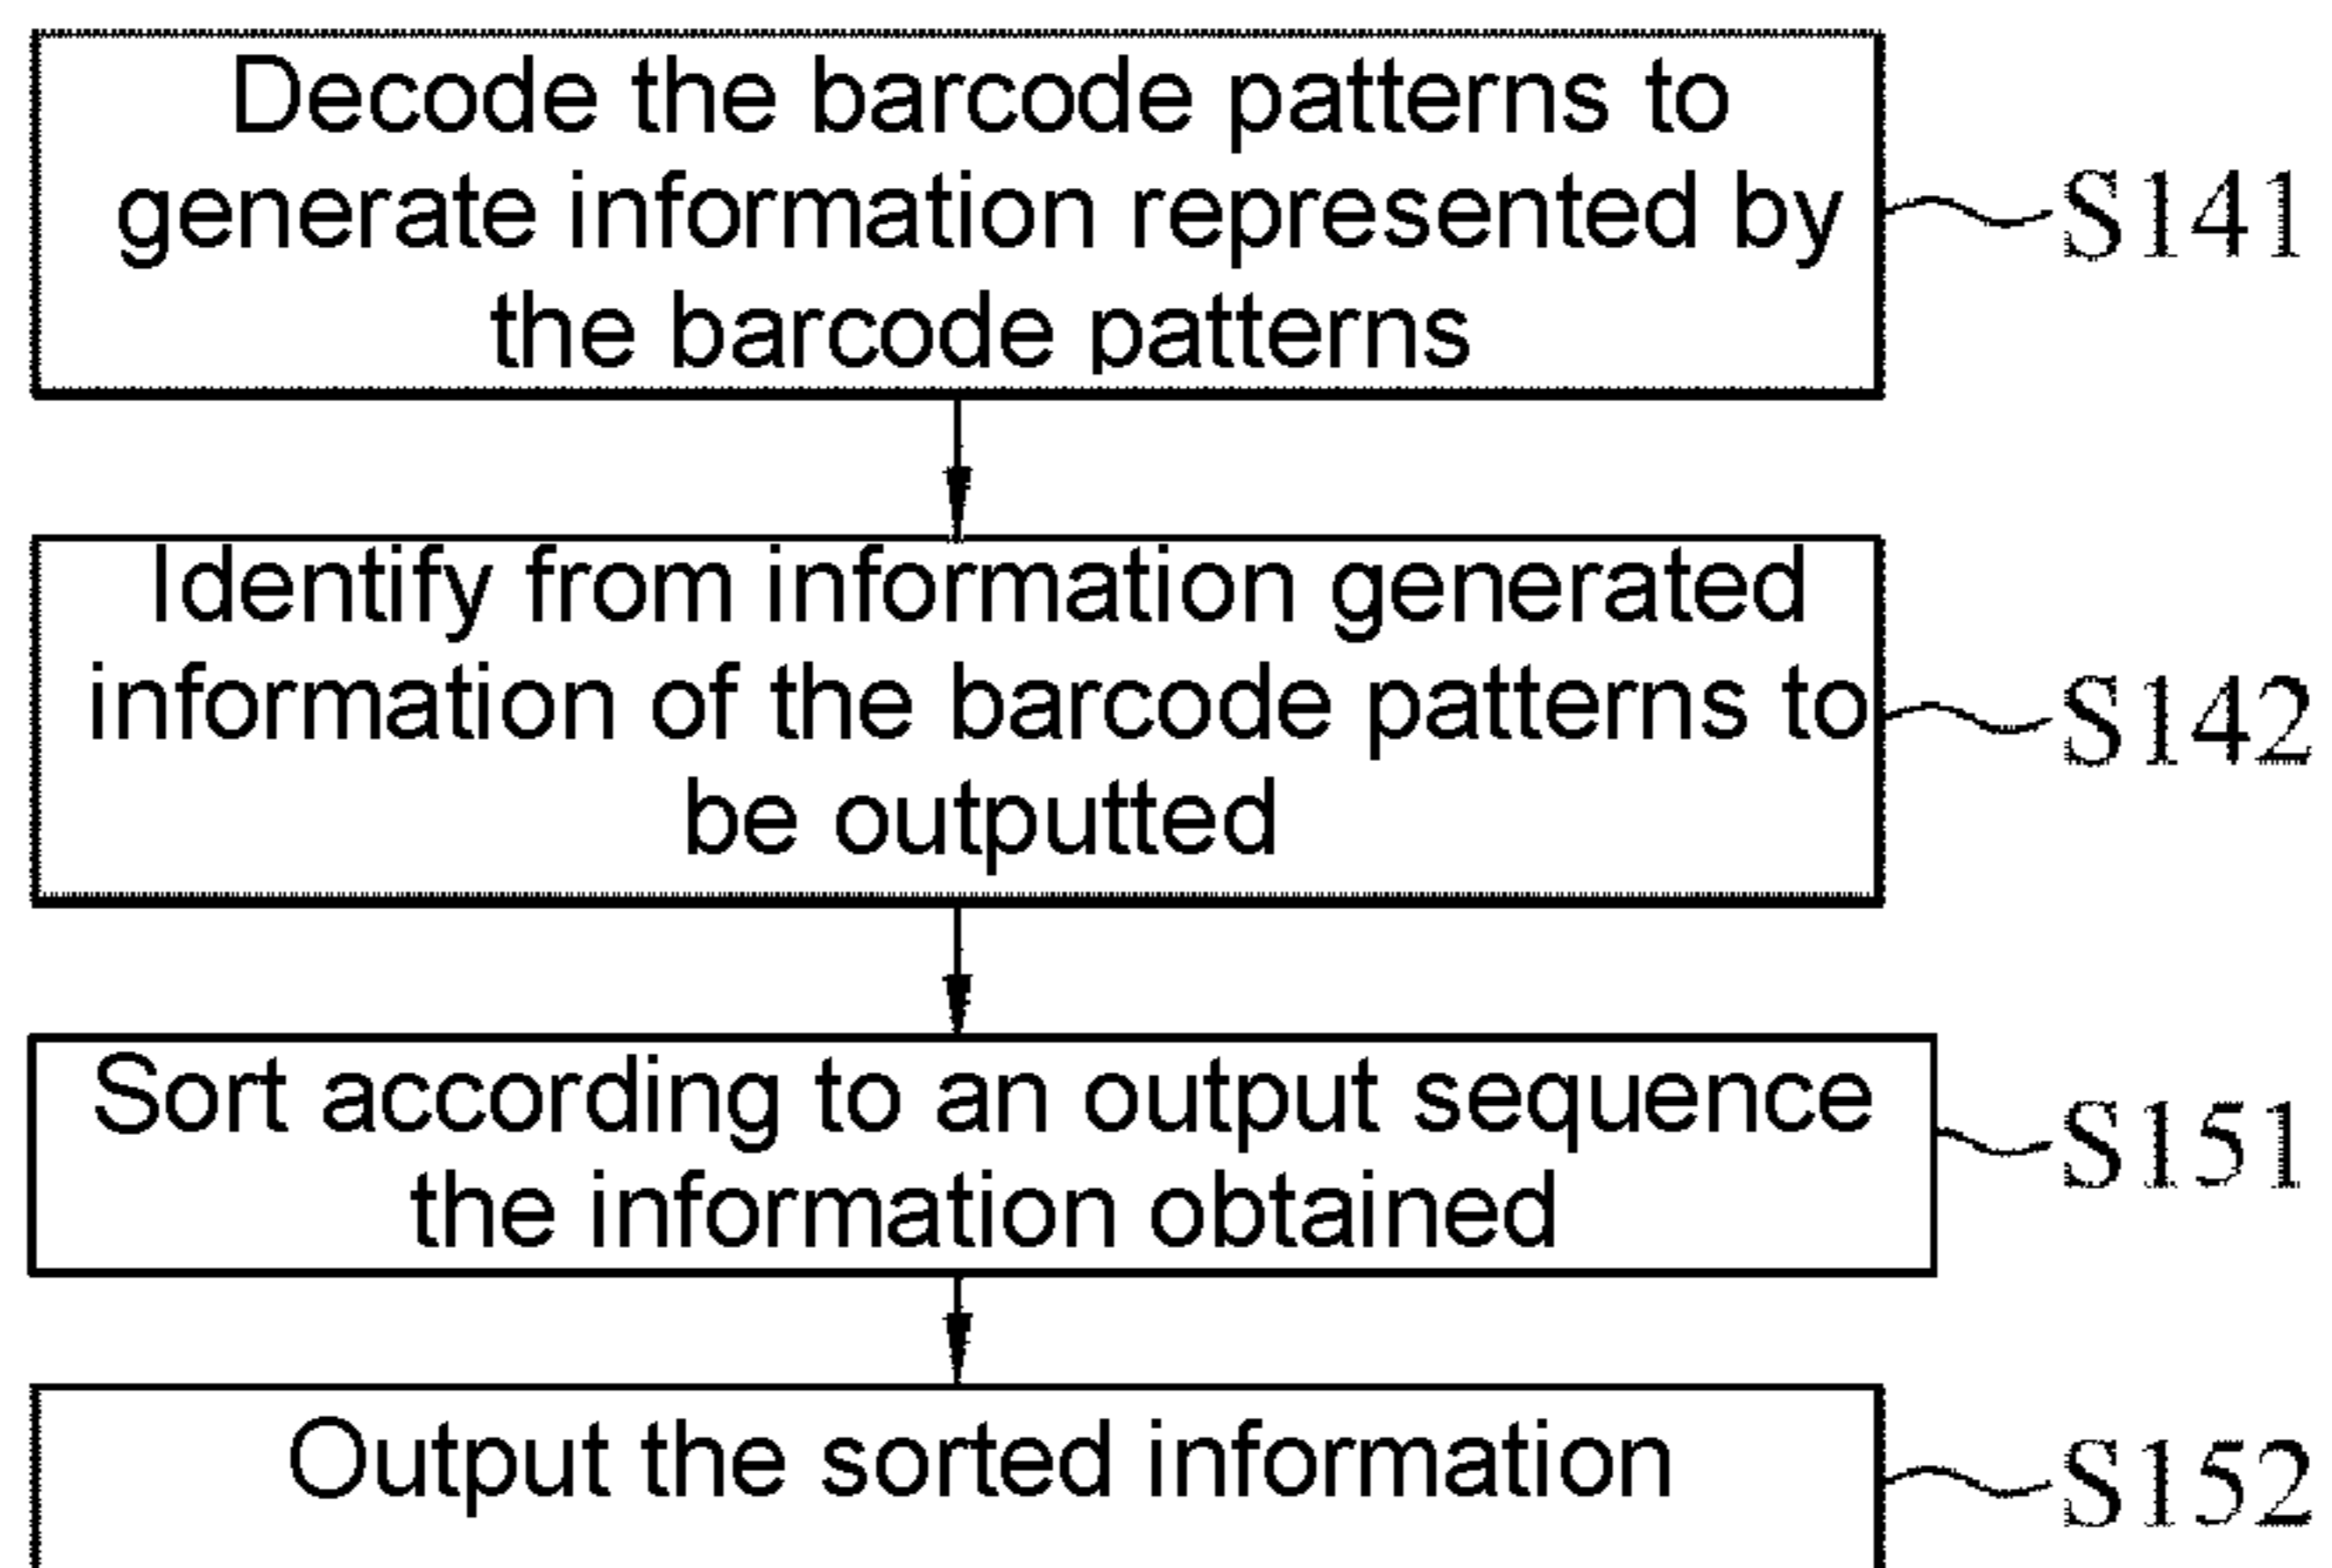 Decode the barcode patterns to
generate information represented by
the barcode patterns
S141
Identify from information generated
information of the barcode patterns to
be outputted
S142
Sort according to an output sequence
the information obtained
S151
Output the sorted information
S152